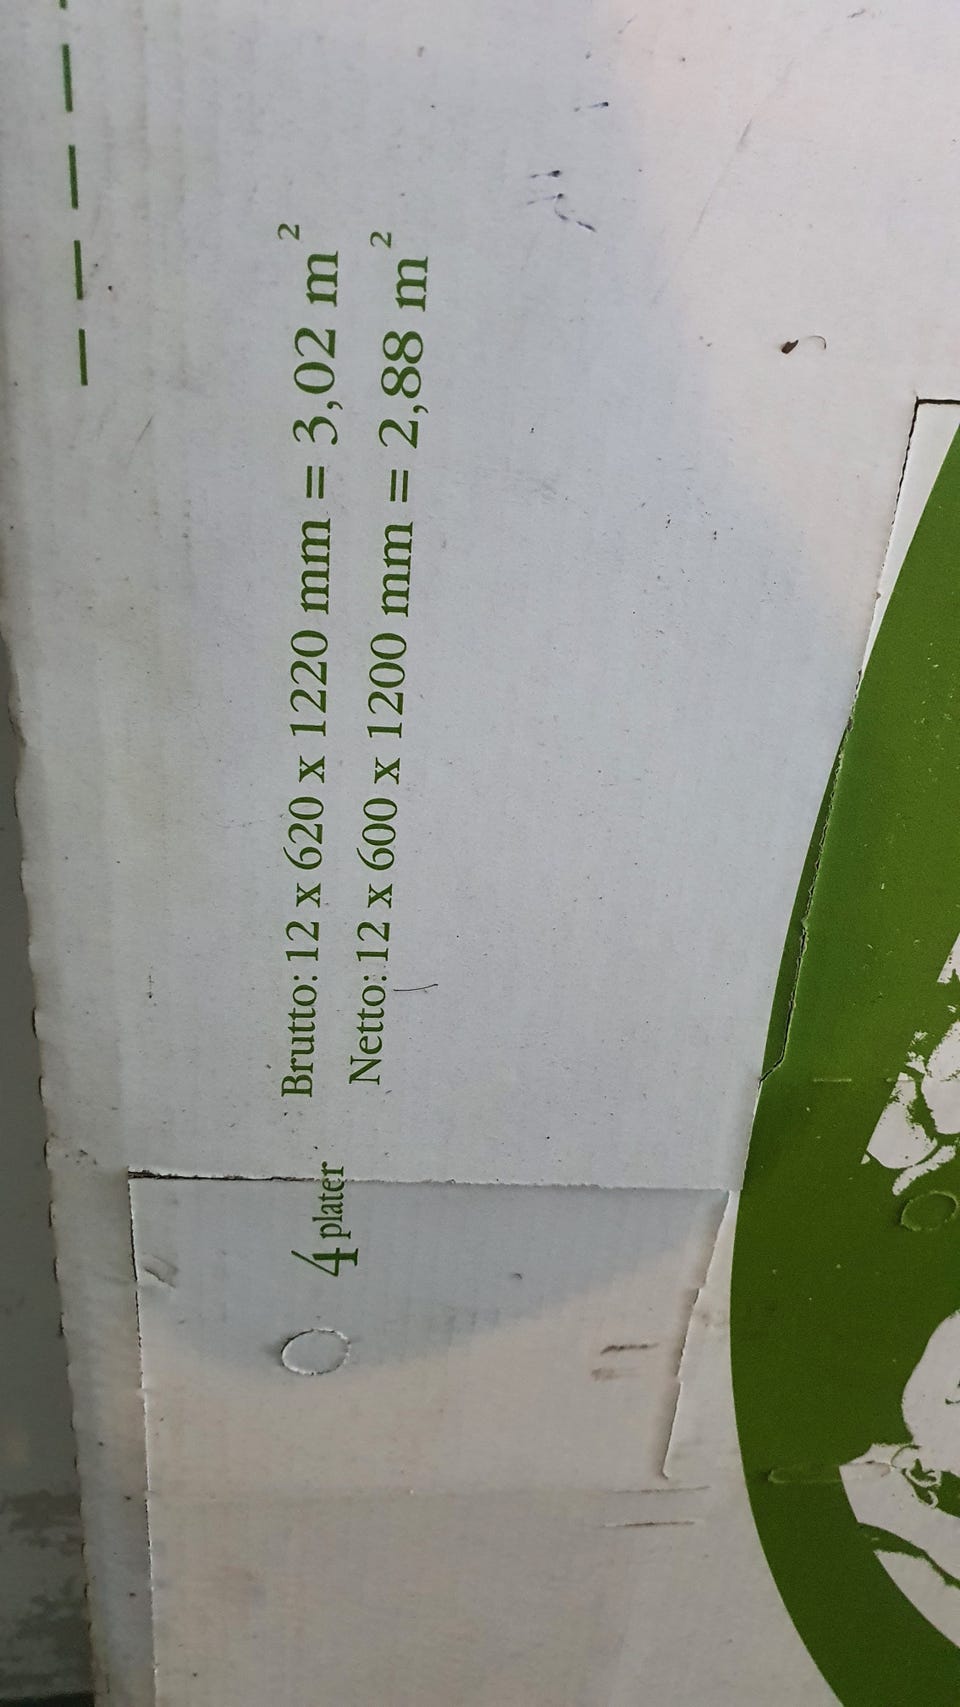 4 plater
Brutto: 12 x 620 x 1220 mm = 3,02 m²
Netto: 12 x 600 x 1200 mm = 2,88 m²